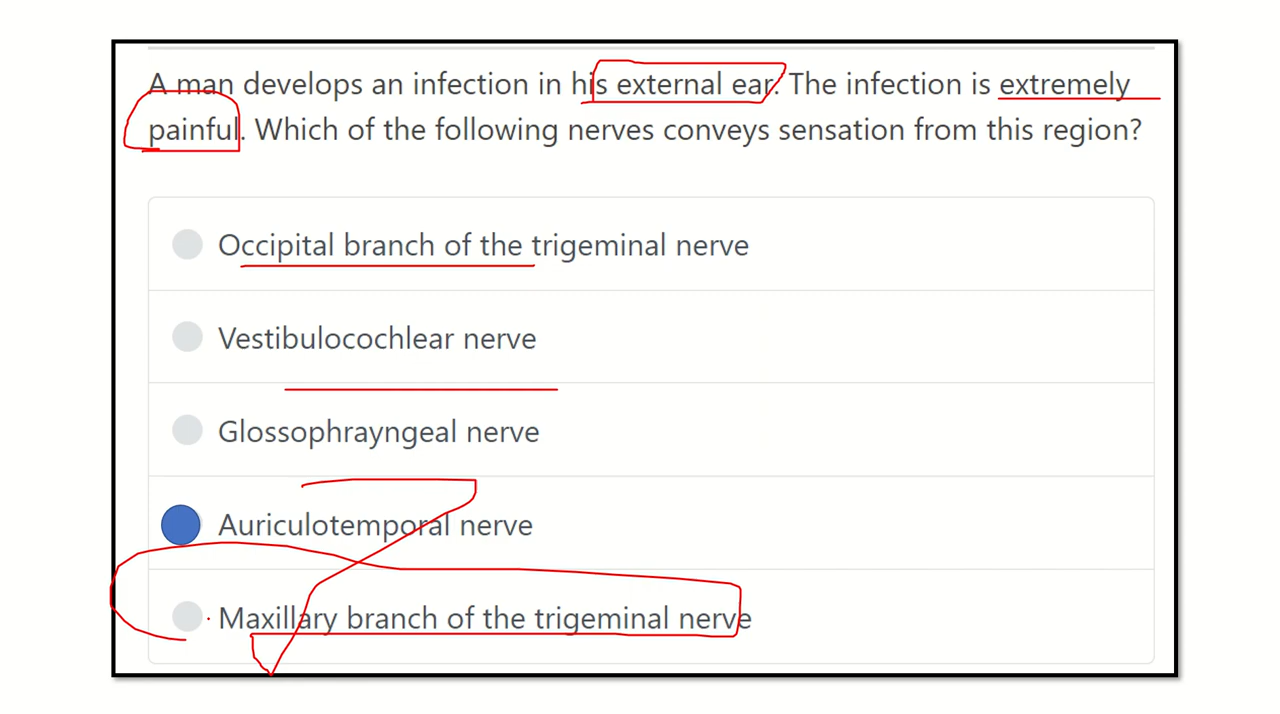 A man develops an infection in his external ear. The infection is extremely
painful. Which of the following nerves conveys sensation from this region?
Occipital branch of the trigeminal nerve
Vestibulocochlear nerve
Glossophrayngeal nerve
Auriculotemporal nerve
Maxillary branch of the trigeminal nerve